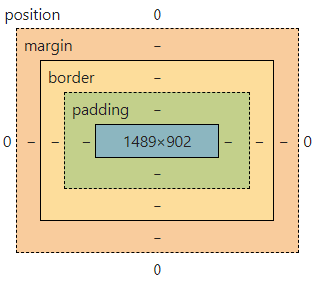 position 0
margin –
border –
padding –
0 – – – 1489×902 – – – 0
–
–
–
0